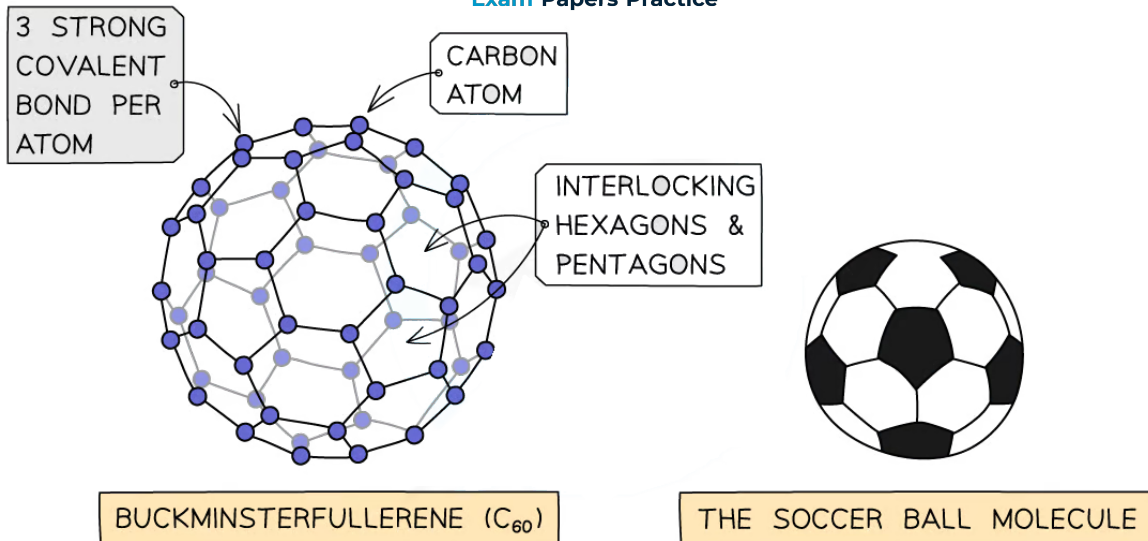 Exam Papers Practice
3 STRONG
COVALENT
BOND PER
ATOM
CARBON
ATOM
INTERLOCKING
HEXAGONS &
PENTAGONS
BUCKMINSTERFULLERENE (C₆₀)
THE SOCCER BALL MOLECULE